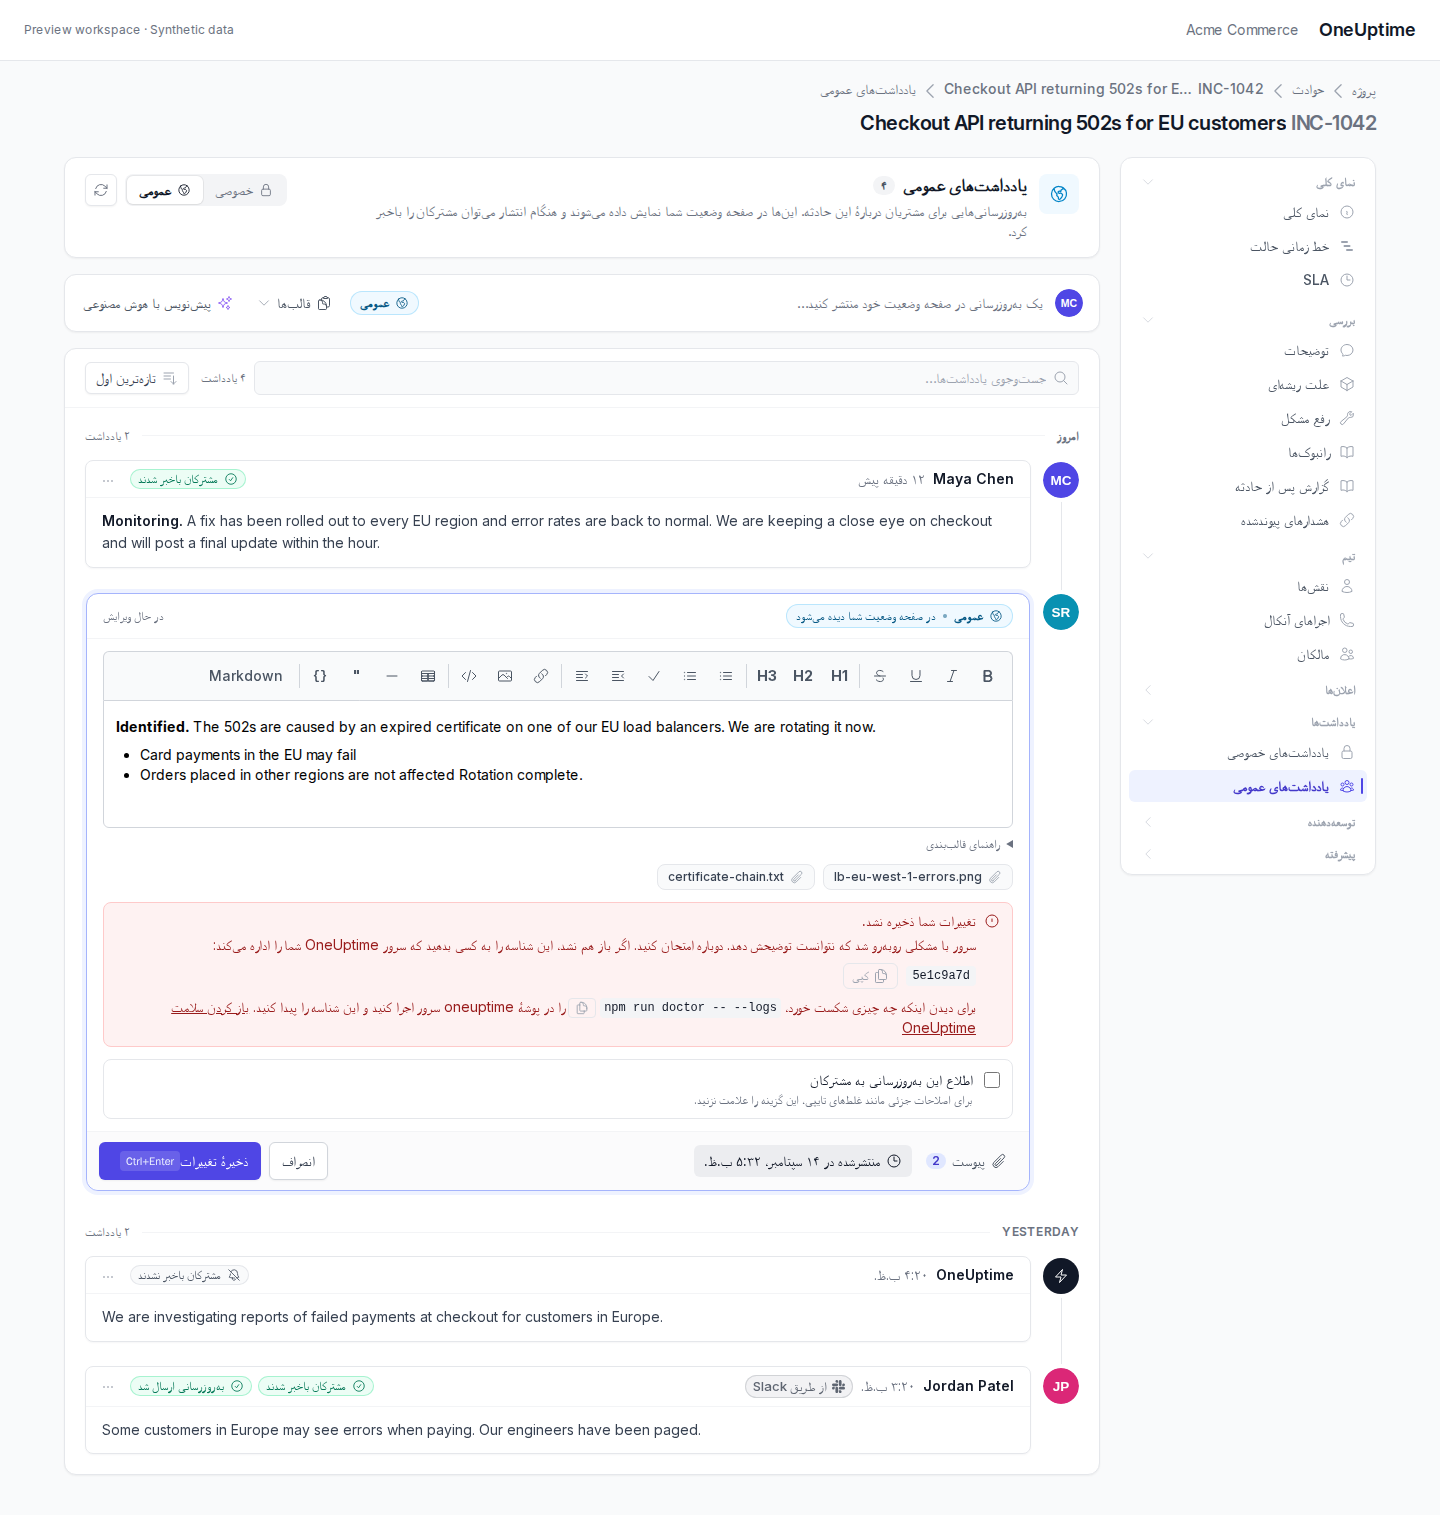 OneUptime
Acme Commerce
Preview workspace · Synthetic data
پروژه
حوادث
INC-1042 Checkout API returning 502s for E...
یادداشت‌های عمومی
INC-1042 Checkout API returning 502s for EU customers
نمای کلی
نمای کلی
خط زمانی حالت
SLA
بررسی
توضیحات
علت ریشه‌ای
رفع مشکل
رانبوک‌ها
گزارش پس از حادثه
هشدارهای پیوندشده
تیم
نقش‌ها
اجراهای آنکال
مالکان
اعلان‌ها
یادداشت‌ها
یادداشت‌های خصوصی
یادداشت‌های عمومی
توسعه‌دهنده
پیشرفته
یادداشت‌های عمومی ۴
به‌روزرسانی‌هایی برای مشتریان دربارهٔ این حادثه. این‌ها در صفحه وضعیت شما نمایش داده می‌شوند و هنگام انتشار می‌توان مشترکان را باخبر
کرد.
خصوصی
عمومی
MC
یک به‌روزرسانی در صفحه وضعیت خود منتشر کنید...
عمومی
قالب‌ها
پیش‌نویس با هوش مصنوعی
جست‌وجوی یادداشت‌ها...
۴ یادداشت
تازه‌ترین اول
امروز
۲ یادداشت
MC
Maya Chen
۱۲ دقیقه پیش
مشترکان باخبر شدند
...
Monitoring. A fix has been rolled out to every EU region and error rates are back to normal. We are keeping a close eye on checkout
and will post a final update within the hour.
SR
عمومی • در صفحه وضعیت شما دیده می‌شود
در حال ویرایش
B I U S H1 H2 H3 — " {} Markdown
Identified. The 502s are caused by an expired certificate on one of our EU load balancers. We are rotating it now.
• Card payments in the EU may fail
• Orders placed in other regions are not affected Rotation complete.
راهنمای قالب‌بندی
lb-eu-west-1-errors.png
certificate-chain.txt
تغییرات شما ذخیره نشد.
سرور با مشکلی روبه‌رو شد که نتوانست توضیحش دهد. دوباره امتحان کنید. اگر باز هم نشد، این شناسه را به کسی بدهید که سرور OneUptime شما را اداره می‌کند:
5e1c9a7d
کپی
برای دیدن اینکه چه چیزی شکست خورد، npm run doctor -- --logs را در پوشهٔ oneuptime سرور اجرا کنید و این شناسه را پیدا کنید. باز کردن سلامت
OneUptime
اطلاع این به‌روزرسانی به مشترکان
برای اصلاحات جزئی مانند غلط‌های تایپی، این گزینه را علامت نزنید.
پیوست 2
منتشرشده در ۱۴ سپتامبر، ۵:۳۲ ب.ظ.
انصراف
ذخیرهٔ تغییرات Ctrl+Enter
YESTERDAY
۲ یادداشت
OneUptime
۴:۲۰ ب.ظ.
مشترکان باخبر نشدند
...
We are investigating reports of failed payments at checkout for customers in Europe.
JP
Jordan Patel
۳:۲۰ ب.ظ.
از طریق Slack
مشترکان باخبر شدند
به‌روزرسانی ارسال شد
...
Some customers in Europe may see errors when paying. Our engineers have been paged.